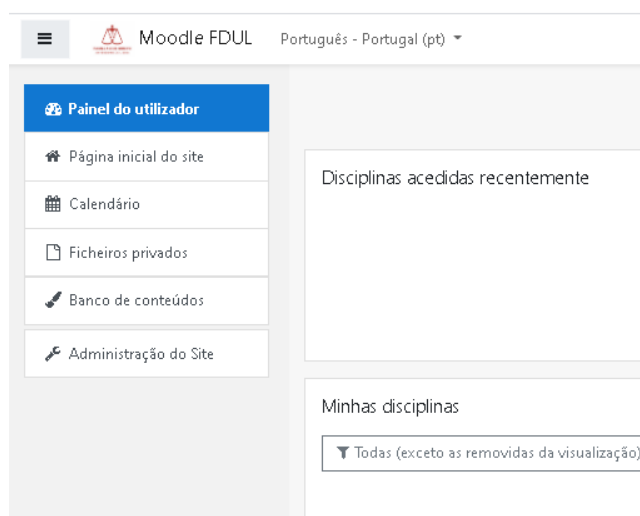 Moodle FDUL Português - Portugal (pt)
Painel do utilizador
Página inicial do site
Calendário
Ficheiros privados
Banco de conteúdos
Administração do Site
Disciplinas acedidas recentemente
Minhas disciplinas
Todas (exceto as removidas da visualização)